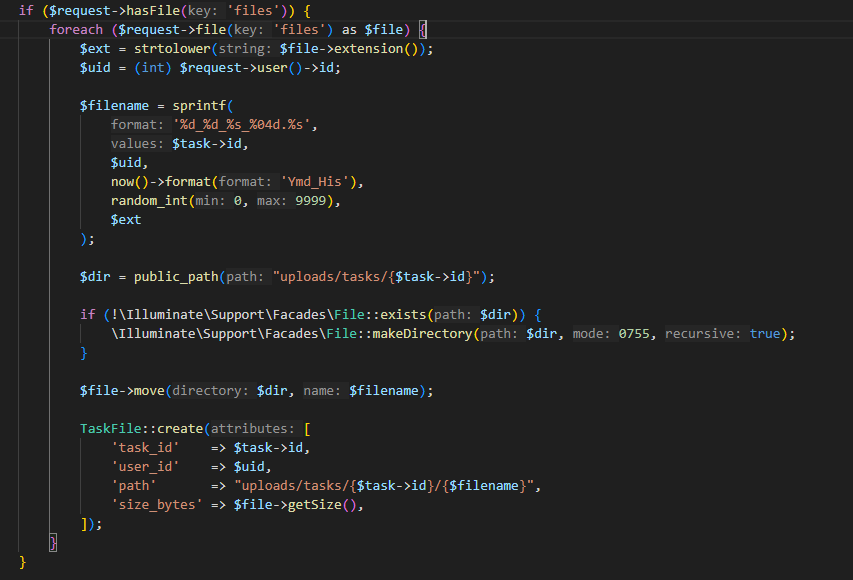 if ($request->hasFile(key: 'files')) {
foreach ($request->file(key: 'files') as $file) {
$ext = strtolower(string: $file->extension());
$uid = (int) $request->user()->id;
$filename = sprintf(
format: '%d_%d_%s_%04d.%s',
values: $task->id,
$uid,
now()->format(format: 'Ymd_His'),
random_int(min: 0, max: 9999),
$ext
);
$dir = public_path(path: "uploads/tasks/{$task->id}");
if (!\Illuminate\Support\Facades\File::exists(path: $dir)) {
\Illuminate\Support\Facades\File::makeDirectory(path: $dir, mode: 0755, recursive: true);
}
$file->move(directory: $dir, name: $filename);
TaskFile::create(attributes: [
'task_id' => $task->id,
'user_id' => $uid,
'path' => "uploads/tasks/{$task->id}/{$filename}",
'size_bytes' => $file->getSize(),
]);
}
}